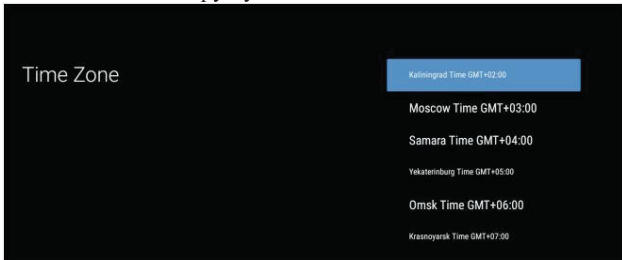 Time Zone
Kaliningrad Time GMT+02:00
Moscow Time GMT+03:00
Samara Time GMT+04:00
Yekaterinburg Time GMT+05:00
Omsk Time GMT+06:00
Krasnoyarsk Time GMT+07:00